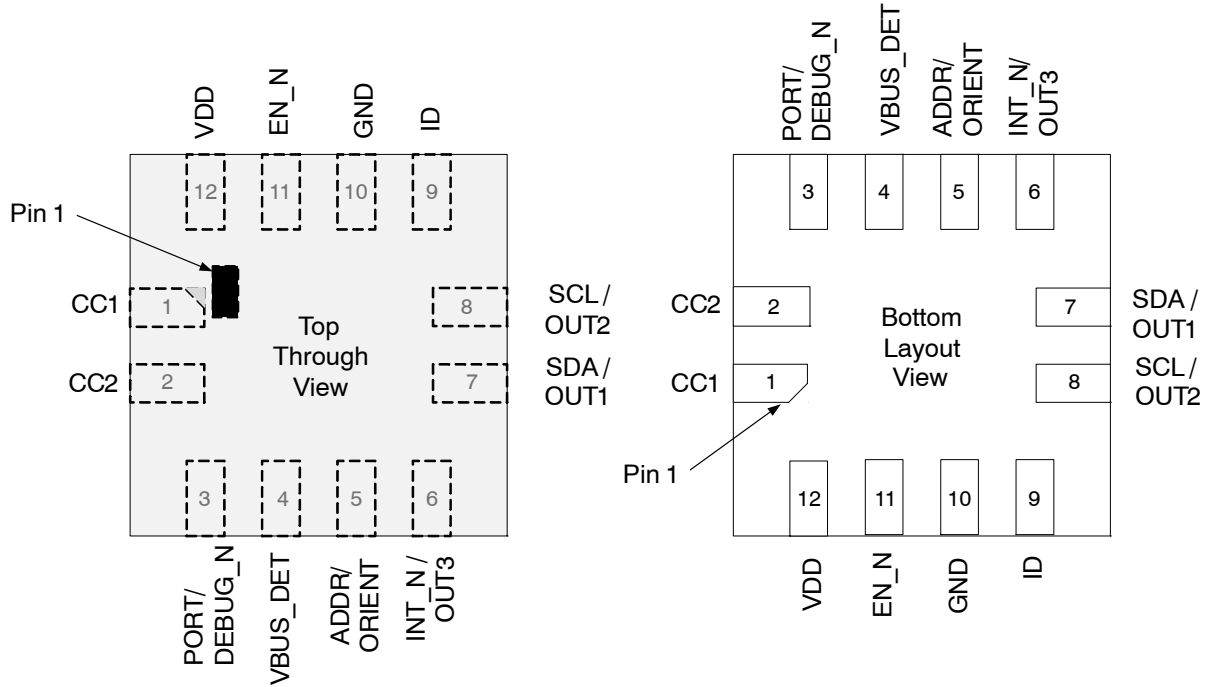 VDD
EN_N
GND
ID
12
11
10
9
Pin 1
CC1
1
CC2
2
Top
Through
View
8
SCL /
OUT2
7
SDA /
OUT1
3
4
5
6
PORT/
DEBUG_N
VBUS_DET
ADDR/
ORIENT
INT_N /
OUT3
PORT/
DEBUG_N
VBUS_DET
ADDR/
ORIENT
INT_N/
OUT3
3
4
5
6
CC2
2
CC1
1
Pin 1
Bottom
Layout
View
7
SDA /
OUT1
8
SCL /
OUT2
12
11
10
9
VDD
EN_N
GND
ID